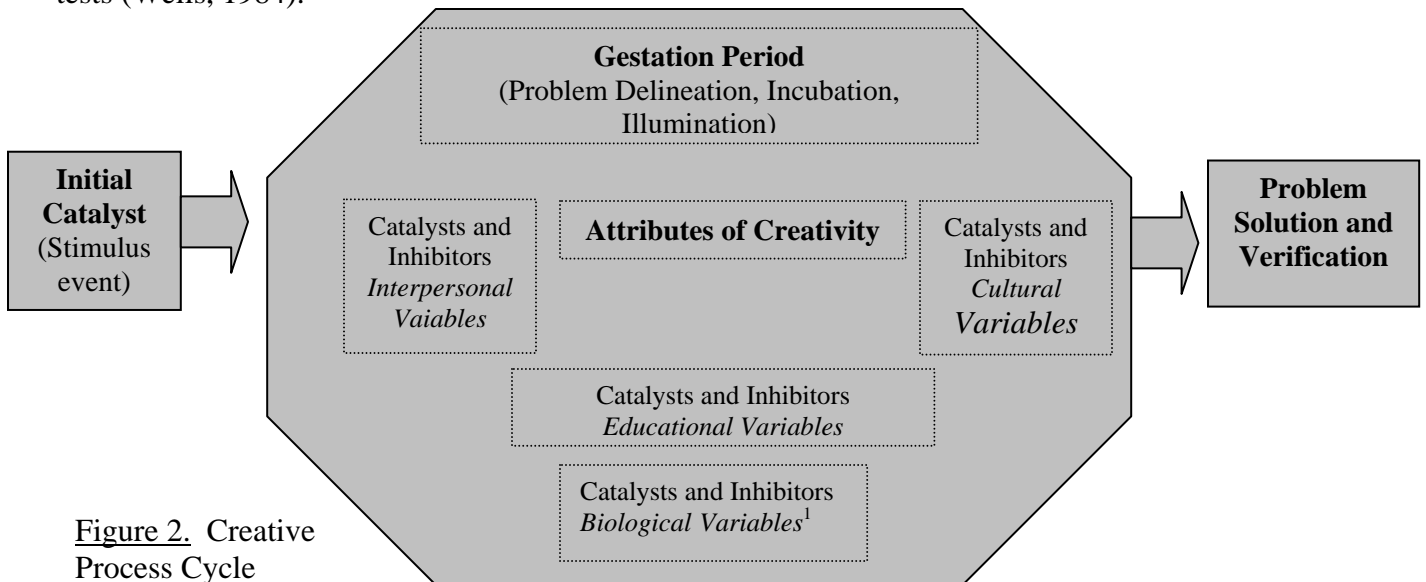 tests (Wells, 1984).
Gestation Period
(Problem Delineation, Incubation,
Illumination)
Initial
Catalyst
(Stimulus
event)
Catalysts and
Inhibitors
Interpersonal
Vaiables
Attributes of Creativity
Catalysts and
Inhibitors
Cultural
Variables
Problem
Solution and
Verification
Catalysts and Inhibitors
Educational Variables
Catalysts and Inhibitors
Biological Variables¹
Figure 2. Creative
Process Cycle